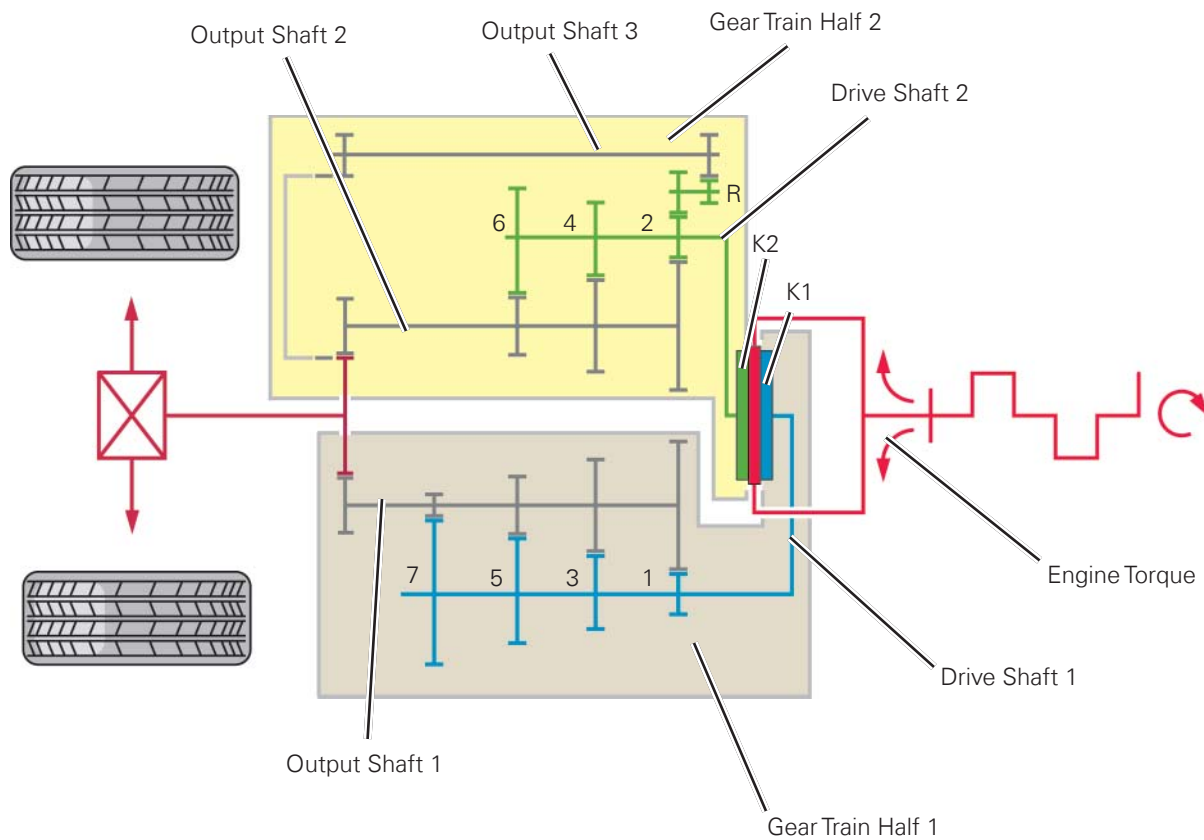 Gear Train Half 2
Output Shaft 2
Output Shaft 3
Drive Shaft 2
R
6
4
2
K2
K1
7
5
3
1
Engine Torque
Drive Shaft 1
Output Shaft 1
Gear Train Half 1